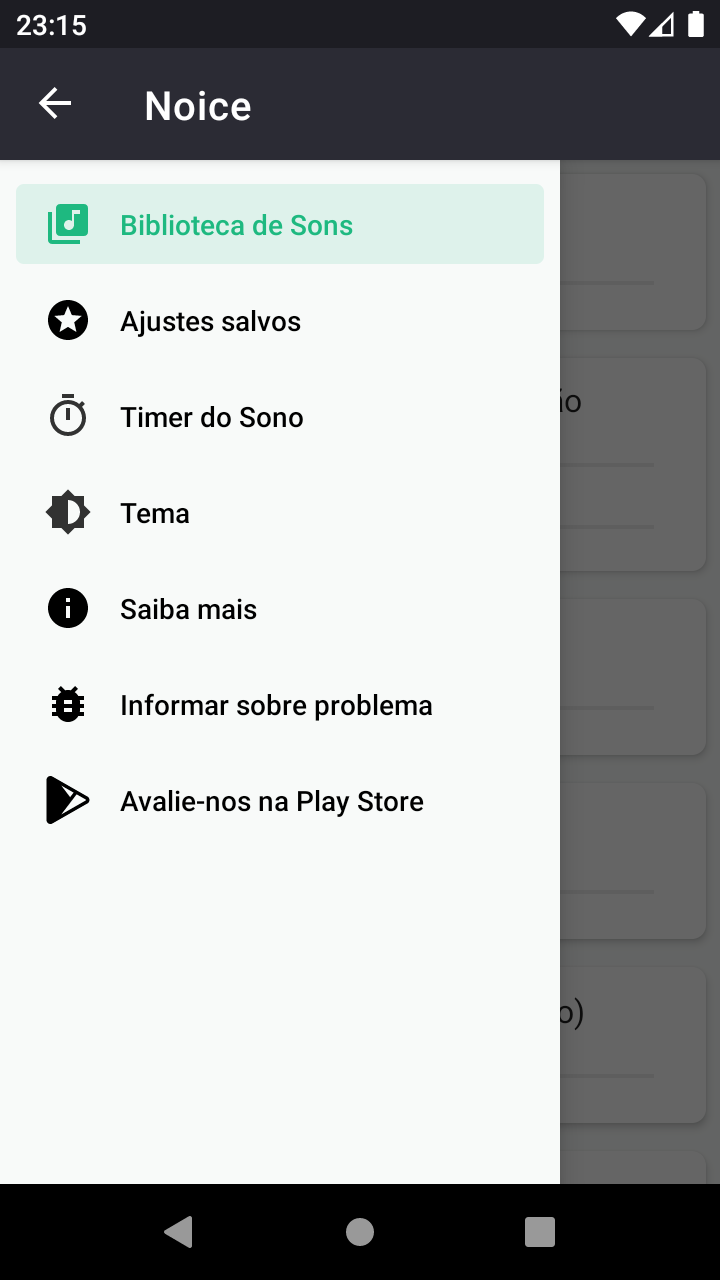 23:15
Noice
Biblioteca de Sons
Ajustes salvos
Timer do Sono
Tema
Saiba mais
Informar sobre problema
Avalie-nos na Play Store